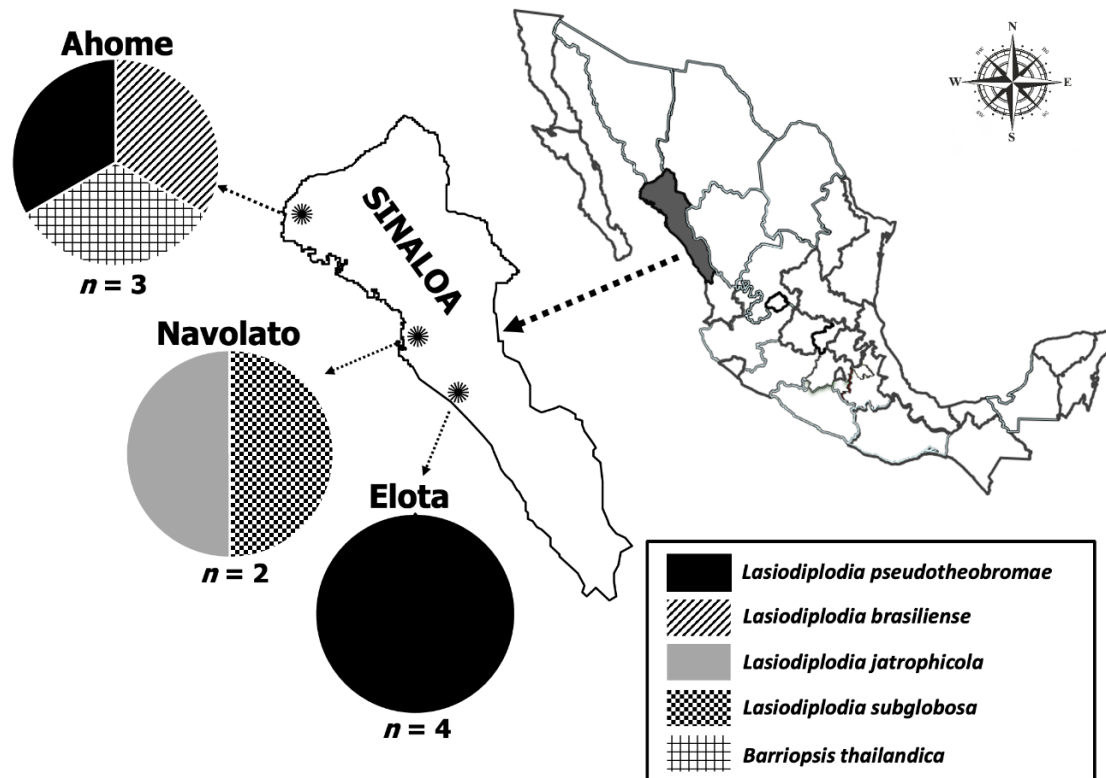 Ahome
n = 3
SINALOA
Navolato
n = 2
Elota
n = 4
N
W
E
S
Lasiodiplodia pseudotheobromae
Lasiodiplodia brasiliense
Lasiodiplodia jatrophicola
Lasiodiplodia subglobosa
Barriopsis thailandica